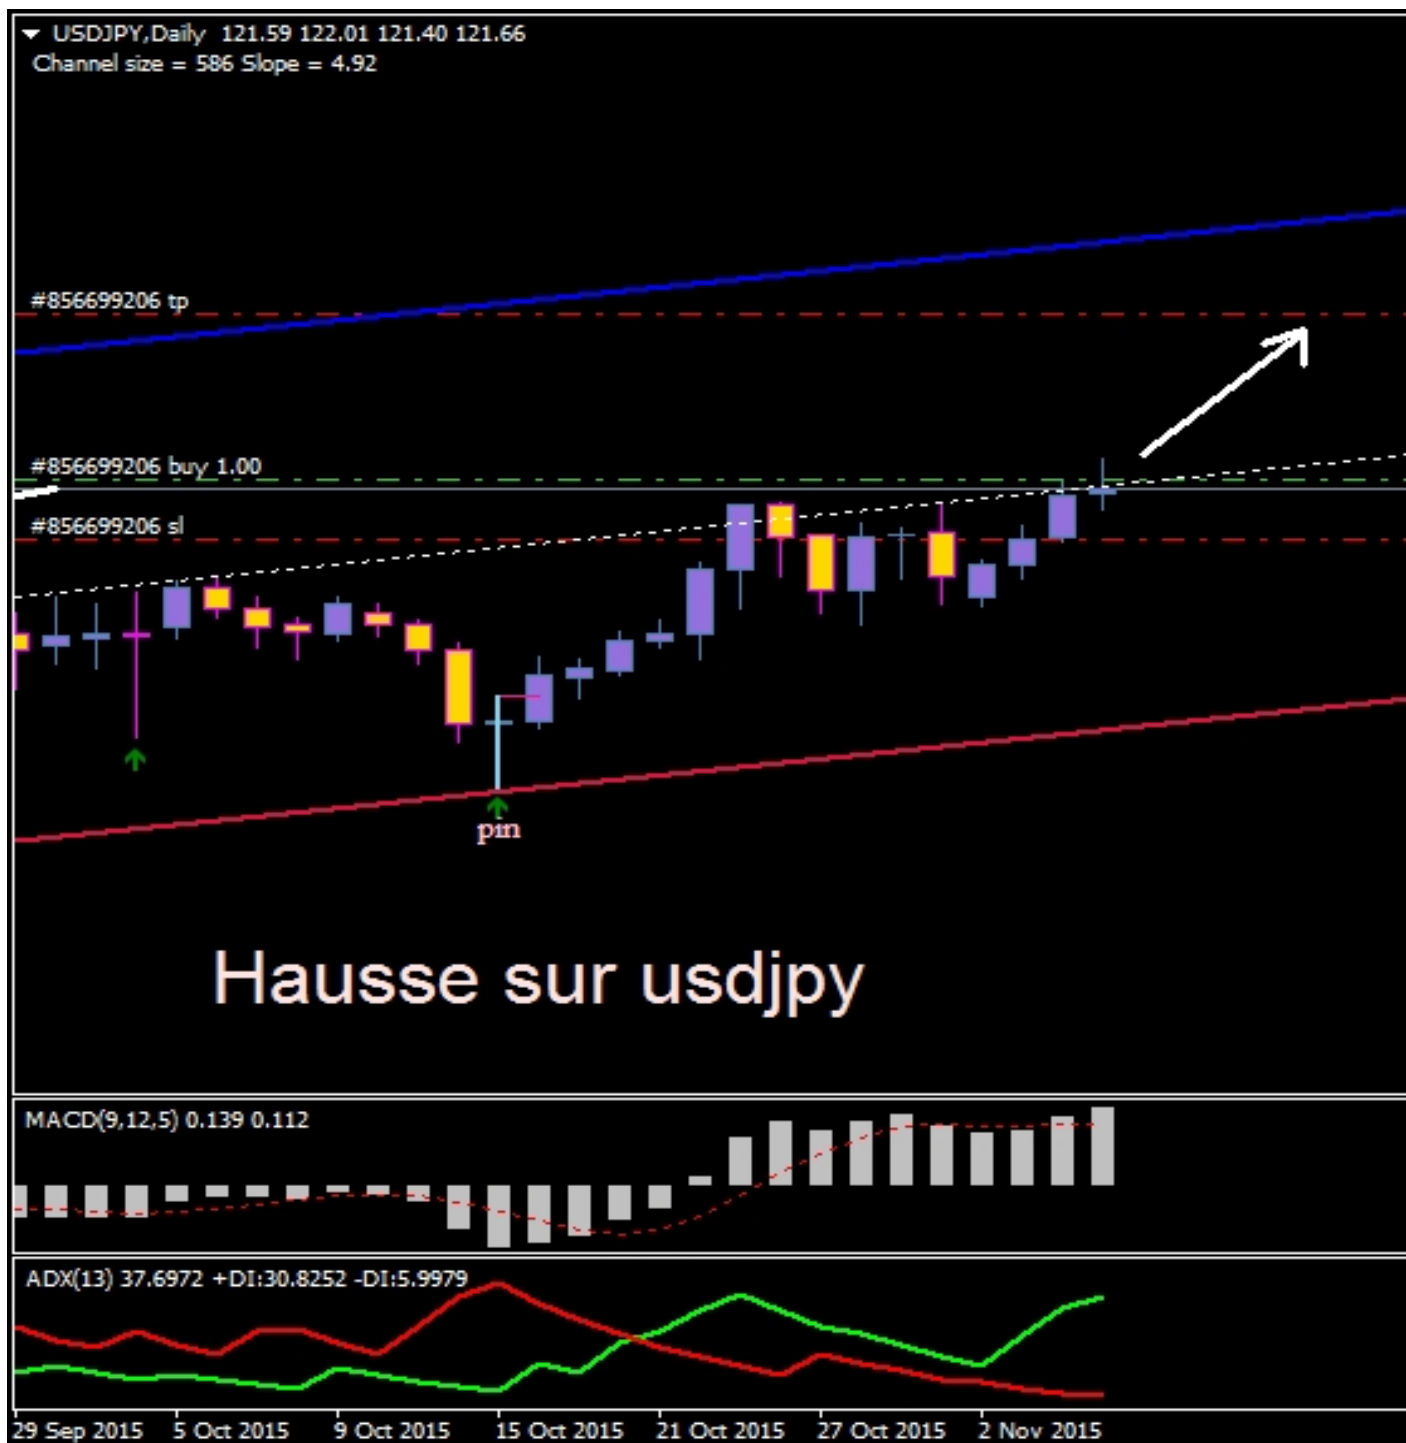 USDJPY,Daily 121.59 122.01 121.40 121.66
Channel size = 586 Slope = 4.92
#856699206 tp
#856699206 buy 1.00
#856699206 sl
pin
Hausse sur usdjpy
MACD(9,12,5) 0.139 0.112
ADX(13) 37.6972 +DI:30.8252 -DI:5.9979
29 Sep 2015 5 Oct 2015 9 Oct 2015 15 Oct 2015 21 Oct 2015 27 Oct 2015 2 Nov 2015